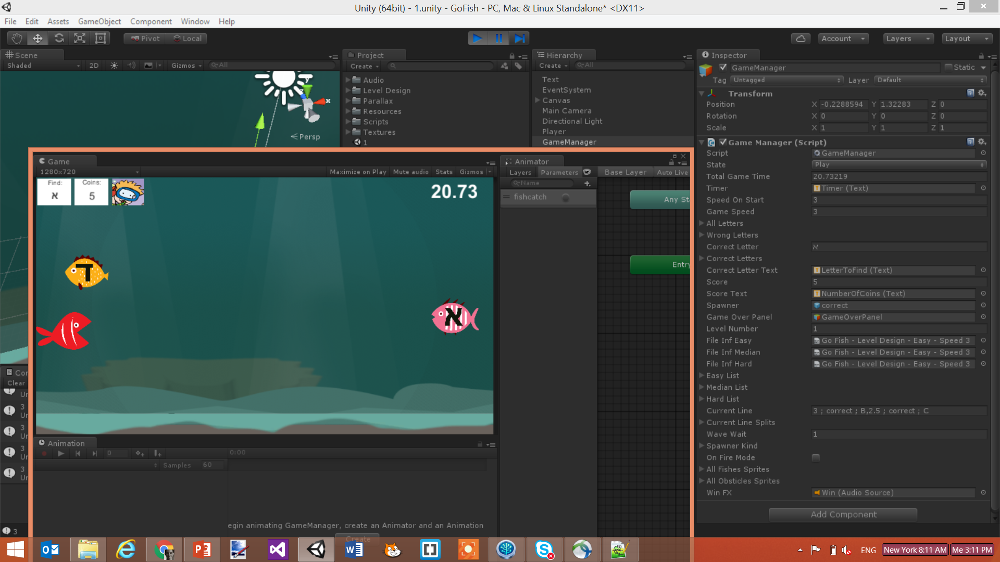 Unity (64bit) - 1.unity - GoFish - PC, Mac & Linux Standalone* <DX11>
File Edit Assets GameObject Component Window Help
Pivot Local
Account Layers Layout
Scene
Shaded 2D Gizmos All
Persp
Project
Create
Audio
Level Design
Parallax
Resources
Scripts
Textures
1
Hierarchy
Create All
Text
EventSystem
Canvas
Main Camera
Directional Light
Player
GameManager
Inspector
GameManager Static
Tag Untagged Layer Default
Transform
Position X -0.2288594 Y 1.32283 Z 0
Rotation X 0 Y 0 Z 0
Scale X 1 Y 1 Z 1
Game Manager (Script)
Script GameManager
State Play
Total Game Time 20.73219
Timer Timer (Text)
Speed On Start 3
Game Speed 3
All Letters
Wrong Letters
Correct Letter א
Correct Letters
Correct Letter Text LetterToFind (Text)
Score 5
Score Text NumberOfCoins (Text)
Spawner correct
Game Over Panel GameOverPanel
Level Number 1
File Inf Easy Go Fish - Level Design - Easy - Speed 3
File Inf Median Go Fish - Level Design - Easy - Speed 3
File Inf Hard Go Fish - Level Design - Easy - Speed 3
Easy List
Median List
Hard List
Current Line 3 ; correct ; B,2.5 ; correct ; C
Current Line Splits
Wave Wait 1
Spawner Kind
On Fire Mode
All Fishes Sprites
All Obsticles Sprites
Win FX Win (Audio Source)
Add Component
Game
1280x720 Maximize on Play Mute audio Stats Gizmos
Find:
א
Coins:
5
20.73
T
א
Animator
Layers Parameters Base Layer Auto Live
Name
fishcatch
Any Sta
Entry
Con
Clear
Ur
3
Ur
3
Ur
3
Ur
3
Ur
3
Animation
0 0:00
Samples 60
egin animating GameManager, create an Animator and an Animation
Create
ENG New York 8:11 AM Me 3:11 PM